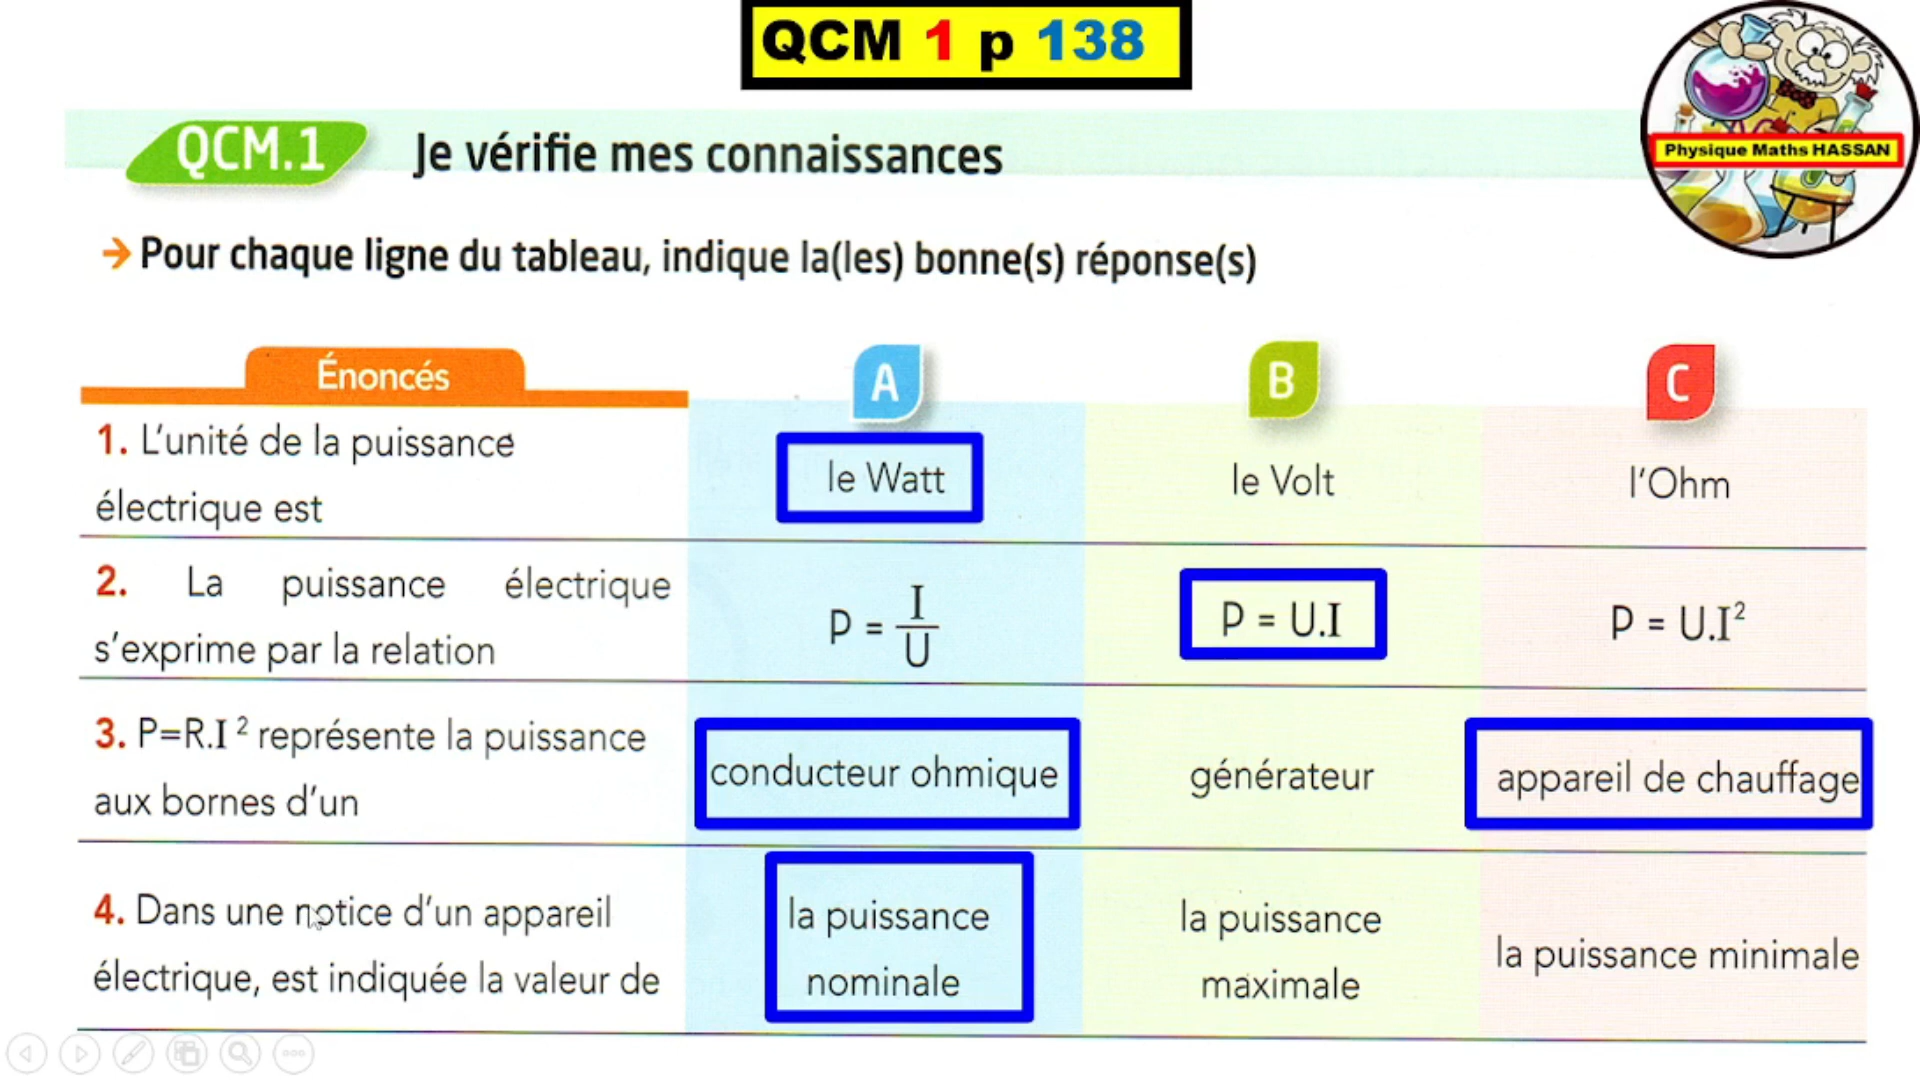 QCM 1 p 138
Physique Maths HASSAN
QCM.1 Je vérifie mes connaissances
→ Pour chaque ligne du tableau, indique la(les) bonne(s) réponse(s)
Énoncés A B C
1. L'unité de la puissance
électrique est
le Watt
le Volt
l'Ohm
2. La puissance électrique
s'exprime par la relation
P = I/U
P = U.I
P = U.I²
3. P=R.I ² représente la puissance
aux bornes d'un
conducteur ohmique
générateur
appareil de chauffage
4. Dans une notice d'un appareil
électrique, est indiquée la valeur de
la puissance
nominale
la puissance
maximale
la puissance minimale